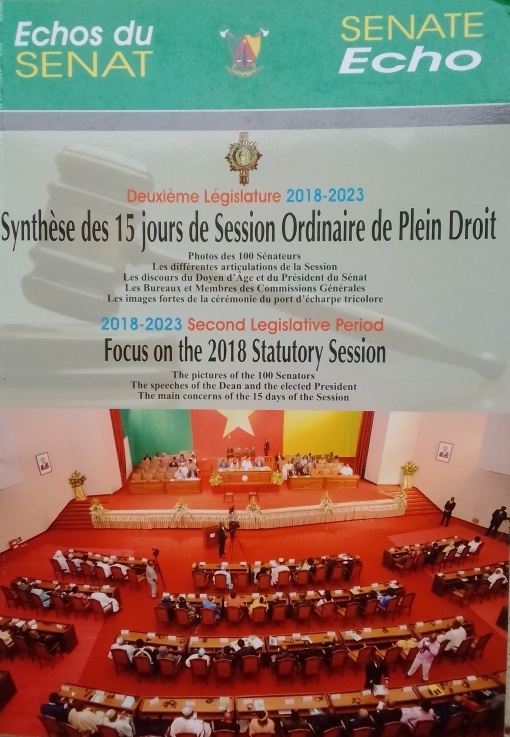 Echos du
SENAT
SENATE
Echo
Deuxième Législature 2018-2023
Synthèse des 15 jours de Session Ordinaire de Plein Droit
Photos des 100 Sénateurs
Les différentes articulations de la Session
Les discours du Doyen d'Âge et du Président du Sénat
Les Bureaux et Membres des Commissions Générales
Les images fortes de la cérémonie du port d'écharpe tricolore
2018-2023 Second Legislative Period
Focus on the 2018 Statutory Session
The pictures of the 100 Senators
The speeches of the Dean and the elected President
The main concerns of the 15 days of the Session